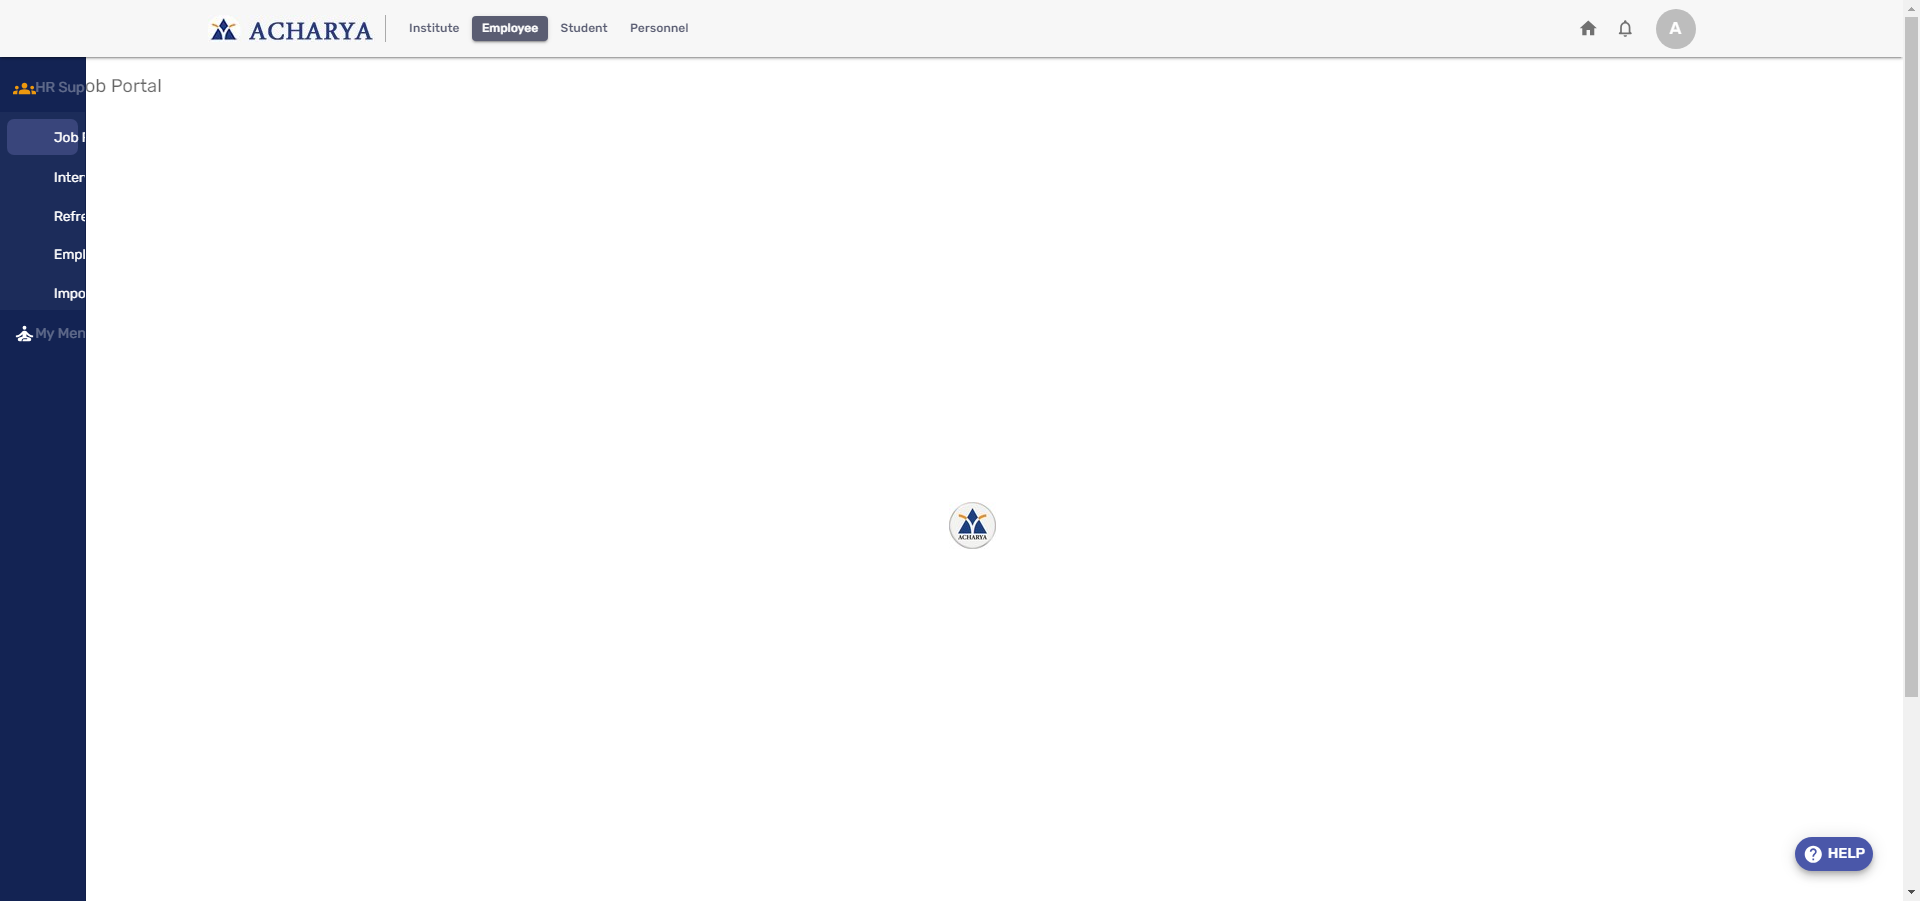 ACHARYA
Institute
Employee
Student
Personnel
A
HR Sup
ob Portal
Job
Inter
Refre
Empl
Impo
My Men
ACHARYA
HELP